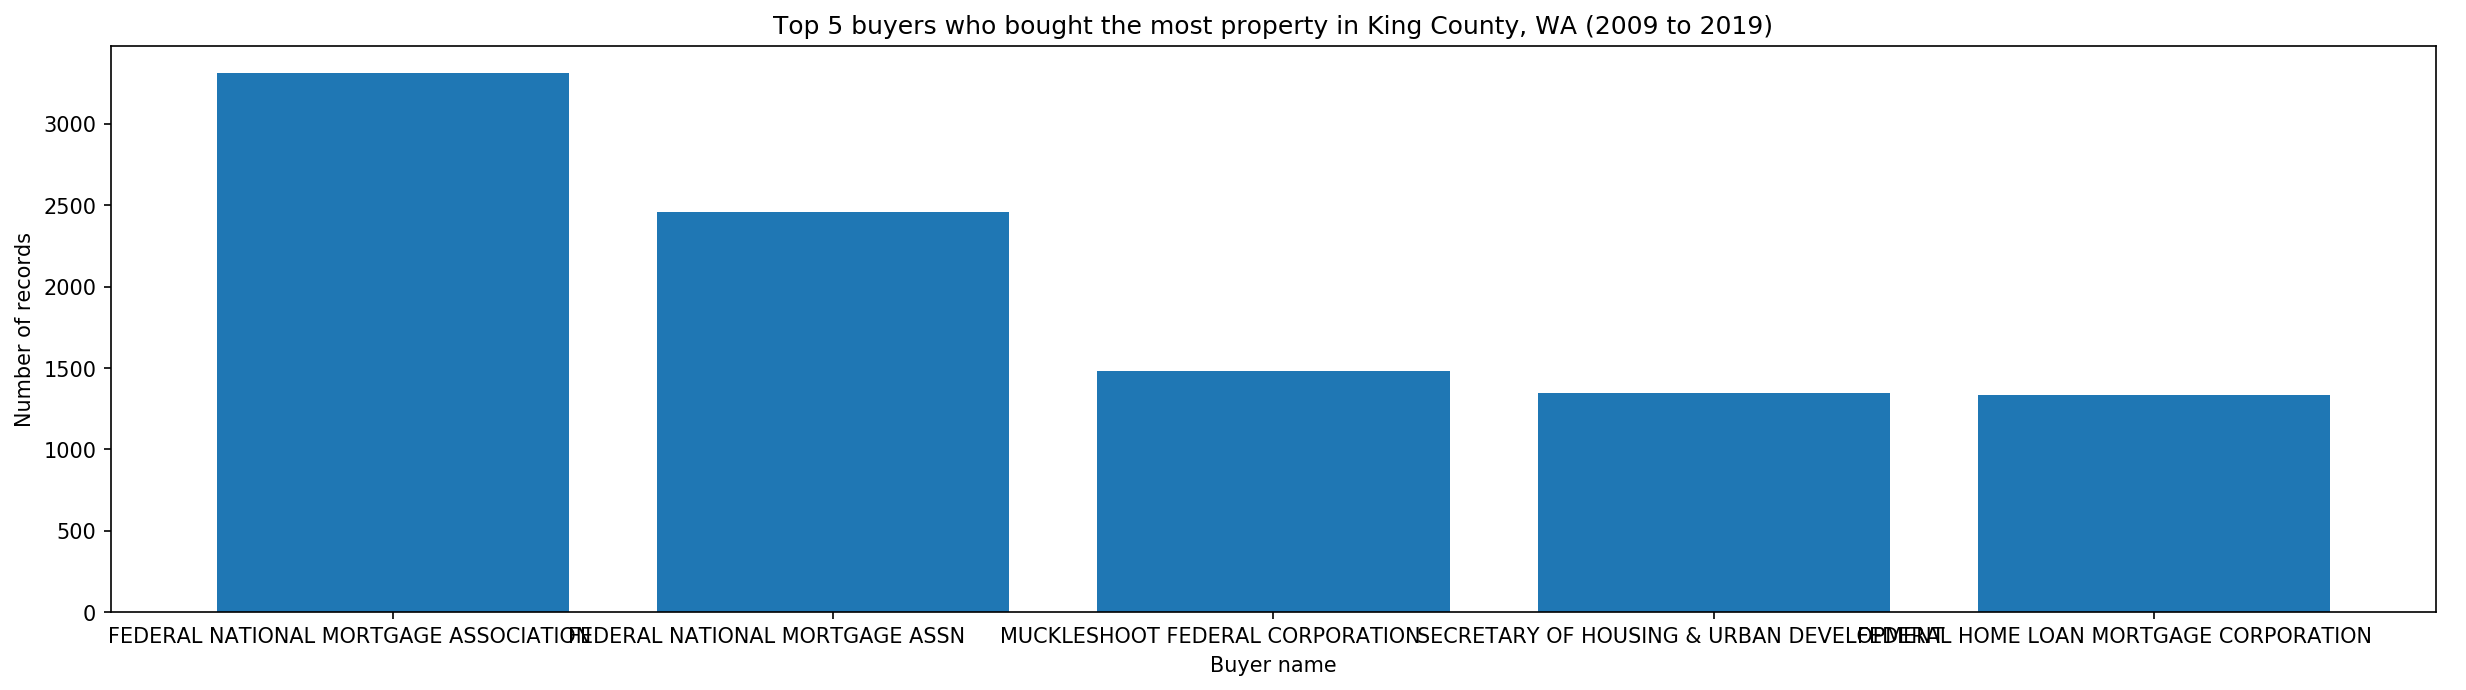 Top 5 buyers who bought the most property in King County, WA (2009 to 2019)
Number of records
3000
2500
2000
1500
1000
500
0
FEDERAL NATIONAL MORTGAGE ASSOCIATION
FEDERAL NATIONAL MORTGAGE ASSN
MUCKLESHOOT FEDERAL CORPORATION
SECRETARY OF HOUSING & URBAN DEVELOPMENT
FEDERAL HOME LOAN MORTGAGE CORPORATION
Buyer name